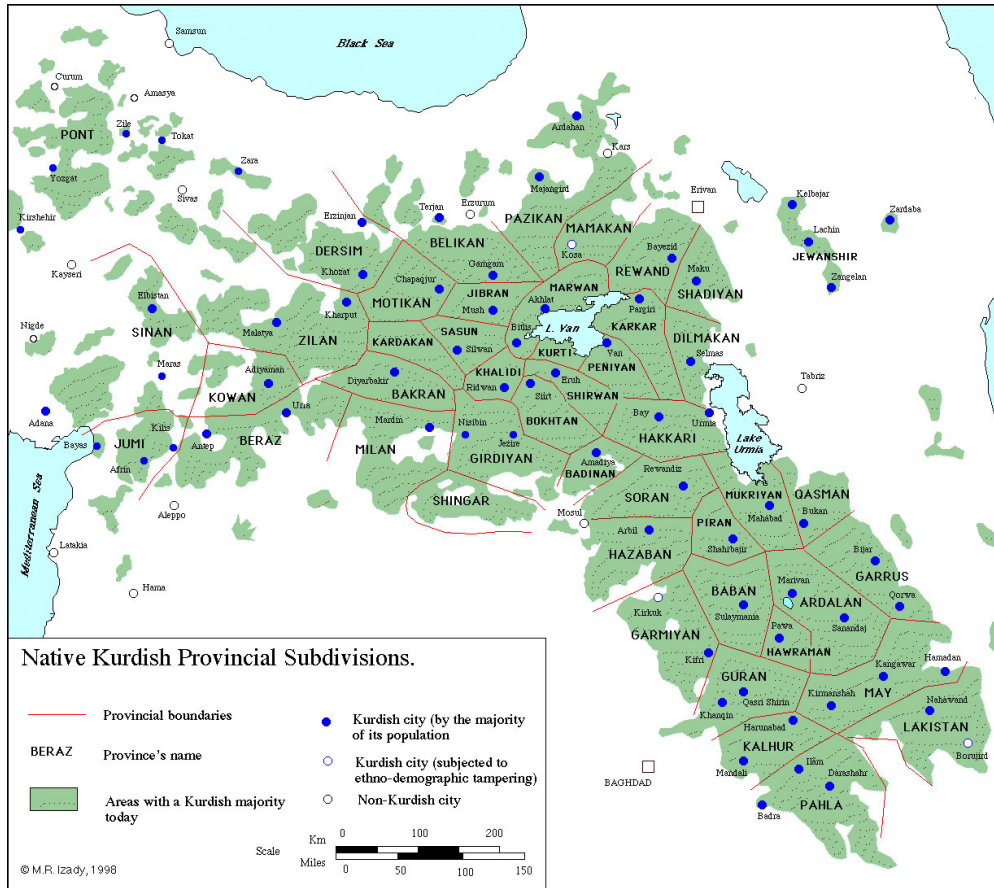 Samsun
Black Sea
Curum
Amasya
PONT
Zile
Tokat
Ardahan
Kars
Yozgat
Zara
Sivas
Majangird
Erivan
Kelbajar
Zardaba
Kirshehir
Erzinjan
Terjan
Erzurum
PAZIKAN
MAMAKAN
Lachin
JEWANSHIR
Kayseri
DERSIM
BELIKAN
Kosa
Bayezid
REWAND
Zangelan
Khozat
Chapaqjur
Gamgam
Maku
SHADIYAN
Elbistan
MOTIKAN
JIBRAN
MARWAN
Akhlat
Kharput
Mush
Pargiri
Nigde
SINAN
Malatya
ZILAN
KARDAKAN
SASUN
Bitlis
L. Van
KARKAR
DILMAKAN
Silwan
KURTI
Van
Maras
Adiyaman
Diyarbakir
KHALIDI
Eruh
PENIYAN
Selmas
Tabriz
KOWAN
BAKRAN
Ridwan
Siirt
SHIRWAN
Adana
Urfa
Mardin
Nisibin
Jezire
BOKHTAN
Bay
Urmia
Bayas
JUMI
Kilis
Antep
BERAZ
MILAN
GIRDIYAN
HAKKARI
Lake
Urmia
Afrin
BADINAN
Amadiya
Rewandiz
Aleppo
SHINGAR
SORAN
MUKRIYAN
QASMAN
Mosul
Mahabad
Bukan
Mediterranean Sea
Latakia
Arbil
PIRAN
HAZABAN
Shahrbajir
Bijar
GARRUS
Hama
BABAN
Marivan
ARDALAN
Qorwa
Kirkuk
Sulaymania
Sanandaj
GARMIYAN
Pawa
HAWRAMAN
Kifri
Kangawar
Hamadan
GURAN
MAY
Nahawand
Khanqin
Qasri Shirin
Kirmanshah
LAKISTAN
Harunabad
KALHUR
Borujird
BAGHDAD
Mandali
Ilâm
Darashahr
PAHLA
Badra
Native Kurdish Provincial Subdivisions.
Provincial boundaries
BERAZ
Province's name
Areas with a Kurdish majority
today
Kurdish city (by the majority
of its population
Kurdish city (subjected to
ethno-demographic tampering)
Non-Kurdish city
Scale
Km
0 100 200
Miles
0 50 100 150
© M.R. Izady, 1998